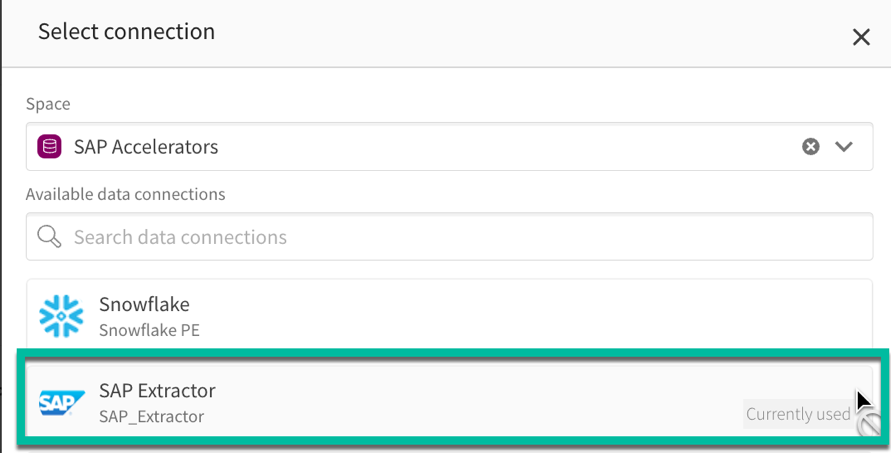 Select connection
Space
SAP Accelerators
Available data connections
Search data connections
Snowflake
Snowflake PE
SAP
SAP Extractor
SAP_Extractor
Currently used